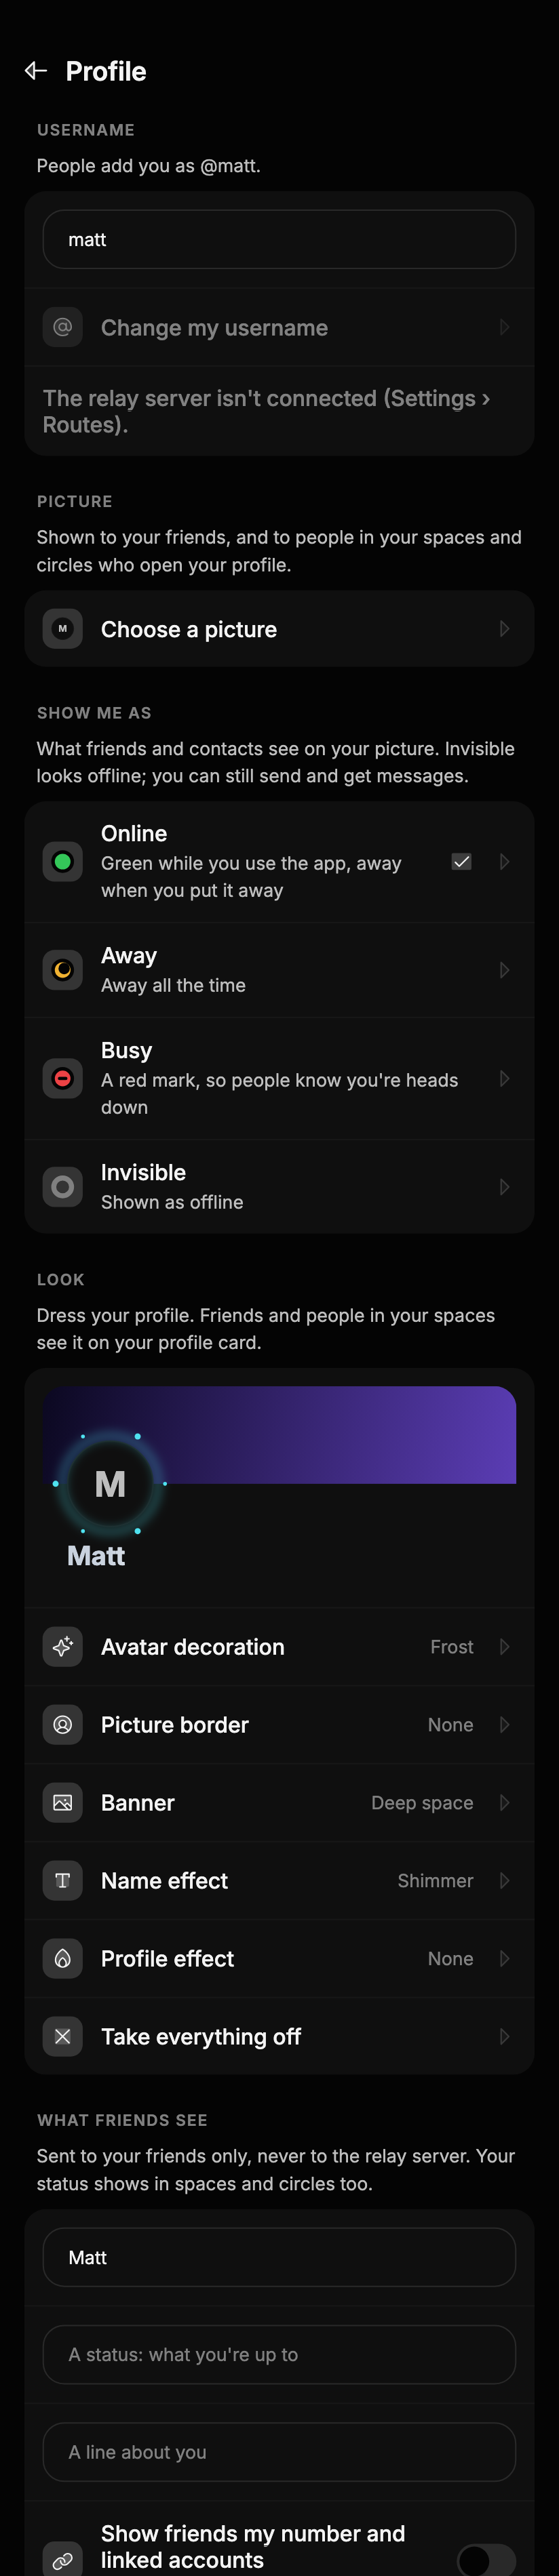 Profile
USERNAME
People add you as @matt.
matt
Change my username
The relay server isn't connected (Settings ›
Routes).
PICTURE
Shown to your friends, and to people in your spaces and
circles who open your profile.
M
Choose a picture
SHOW ME AS
What friends and contacts see on your picture. Invisible
looks offline; you can still send and get messages.
Online
Green while you use the app, away
when you put it away
Away
Away all the time
Busy
A red mark, so people know you're heads
down
Invisible
Shown as offline
LOOK
Dress your profile. Friends and people in your spaces
see it on your profile card.
M
Matt
Avatar decoration Frost
Picture border None
Banner Deep space
Name effect Shimmer
Profile effect None
Take everything off
WHAT FRIENDS SEE
Sent to your friends only, never to the relay server. Your
status shows in spaces and circles too.
Matt
A status: what you're up to
A line about you
Show friends my number and
linked accounts